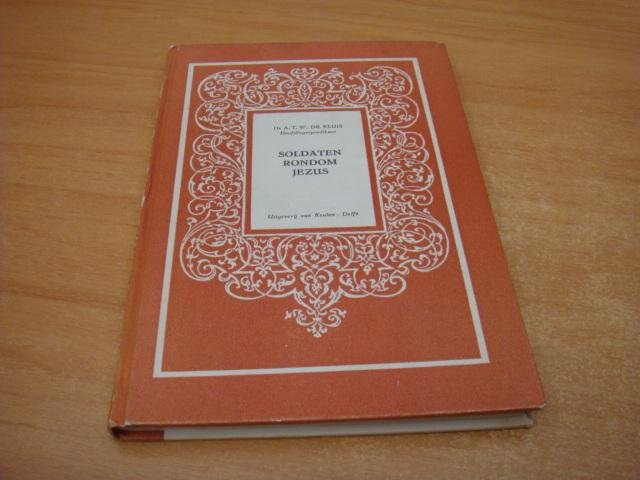 Ds A. T. W. DE KLUIS
Hoofdlegerpredikant
SOLDATEN
RONDOM
JEZUS
Uitgeverij van Keulen - Delft